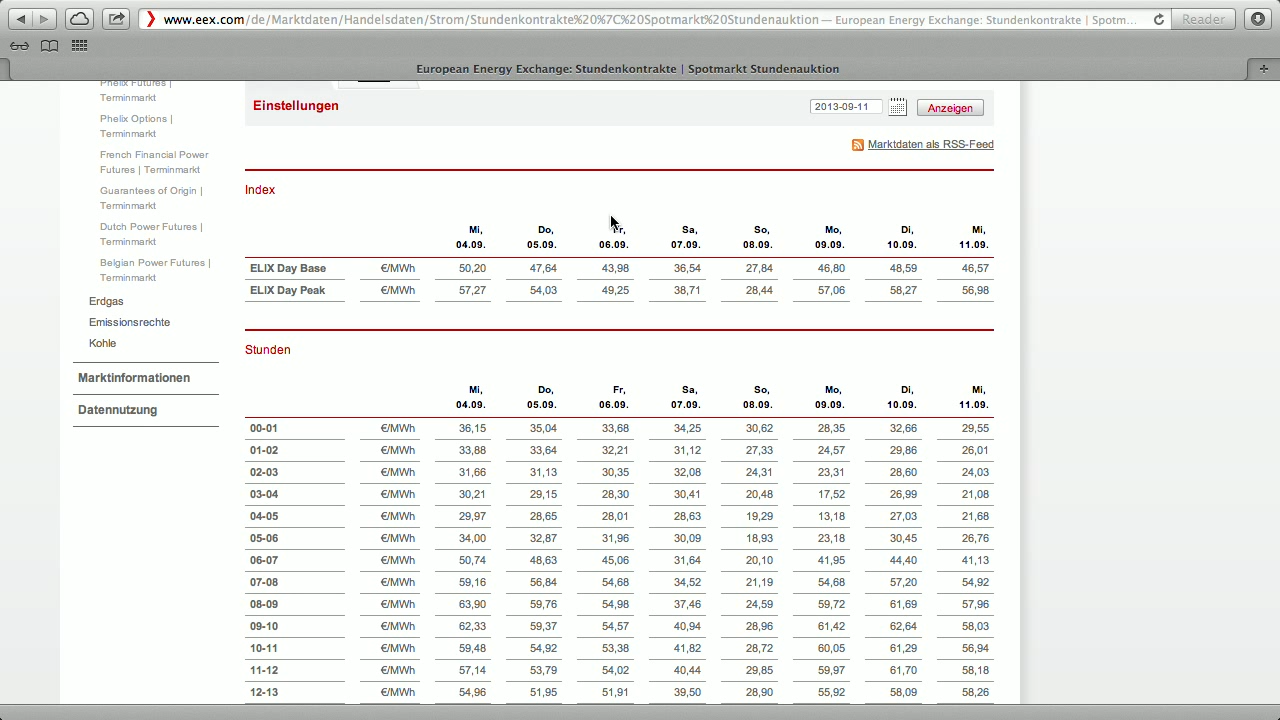 www.eex.com/de/Marktdaten/Handelsdaten/Strom/Stundenkontrakte%20%7C%20Spotmarkt%20Stundenauktion — European Energy Exchange: Stundenkontrakte | Spotm... Reader
European Energy Exchange: Stundenkontrakte | Spotmarkt Stundenauktion
Phelix Futures |
Terminmarkt
Phelix Options |
Terminmarkt
French Financial Power
Futures | Terminmarkt
Guarantees of Origin |
Terminmarkt
Dutch Power Futures |
Terminmarkt
Belgian Power Futures |
Terminmarkt
Erdgas
Emissionsrechte
Kohle
Marktinformationen
Datennutzung
Einstellungen 2013-09-11 Anzeigen
Marktdaten als RSS-Feed
Index
Mi, Do, Fr, Sa, So, Mo, Di, Mi,
04.09. 05.09. 06.09. 07.09. 08.09. 09.09. 10.09. 11.09.
ELIX Day Base €/MWh 50,20 47,64 43,98 36,54 27,84 46,80 48,59 46,57
ELIX Day Peak €/MWh 57,27 54,03 49,25 38,71 28,44 57,06 58,27 56,98
Stunden
Mi, Do, Fr, Sa, So, Mo, Di, Mi,
04.09. 05.09. 06.09. 07.09. 08.09. 09.09. 10.09. 11.09.
00-01 €/MWh 36,15 35,04 33,68 34,25 30,62 28,35 32,66 29,55
01-02 €/MWh 33,88 33,64 32,21 31,12 27,33 24,57 29,86 26,01
02-03 €/MWh 31,66 31,13 30,35 32,08 24,31 23,31 28,60 24,03
03-04 €/MWh 30,21 29,15 28,30 30,41 20,48 17,52 26,99 21,08
04-05 €/MWh 29,97 28,65 28,01 28,63 19,29 13,18 27,03 21,68
05-06 €/MWh 34,00 32,87 31,96 30,09 18,93 23,18 30,45 26,76
06-07 €/MWh 50,74 48,63 45,06 31,64 20,10 41,95 44,40 41,13
07-08 €/MWh 59,16 56,84 54,68 34,52 21,19 54,68 57,20 54,92
08-09 €/MWh 63,90 59,76 54,98 37,46 24,59 59,72 61,69 57,96
09-10 €/MWh 62,33 59,37 54,57 40,94 28,96 61,42 62,64 58,03
10-11 €/MWh 59,48 54,92 53,38 41,82 28,72 60,05 61,29 56,94
11-12 €/MWh 57,14 53,79 54,02 40,44 29,85 59,97 61,70 58,18
12-13 €/MWh 54,96 51,95 51,91 39,50 28,90 55,92 58,09 58,26